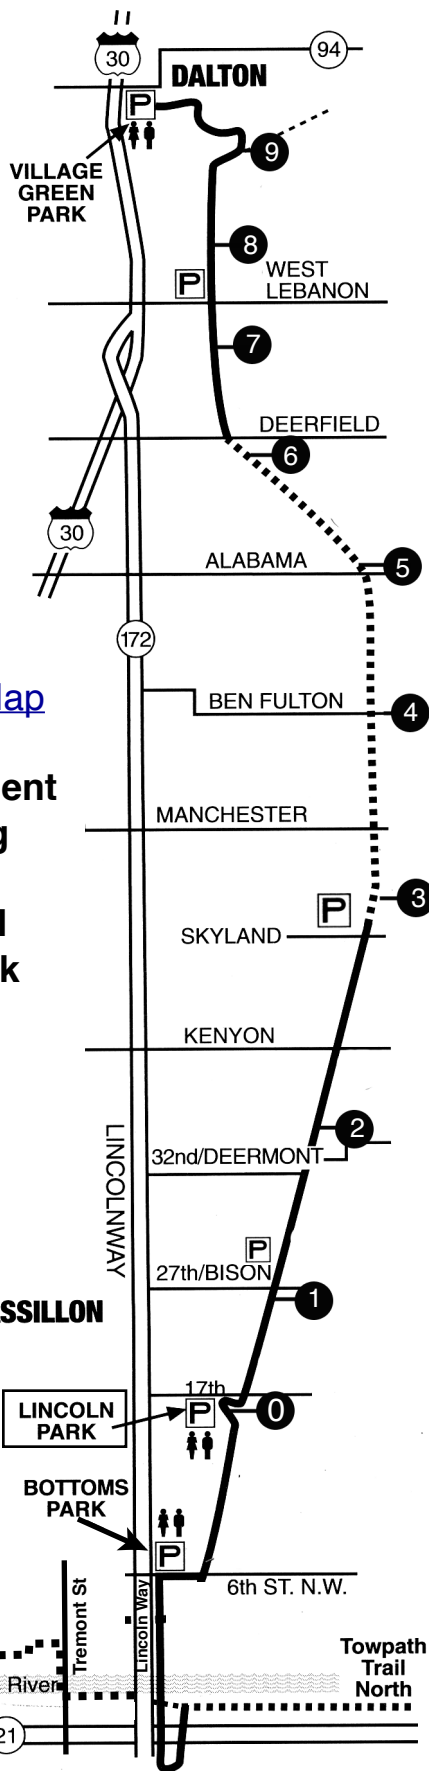 30
94
DALTON
P
VILLAGE
GREEN
PARK
9
8
WEST
LEBANON
P
7
DEERFIELD
6
30
ALABAMA
5
172
BEN FULTON
4
MANCHESTER
3
P
SKYLAND
KENYON
2
32nd/DEERMONT
LINCOLNWAY
P
27th/BISON
1
17th
LINCOLN
PARK
P
0
BOTTOMS
PARK
P
6th ST. N.W.
Tremont St
Lincoln Way
Towpath
Trail
North
River
21